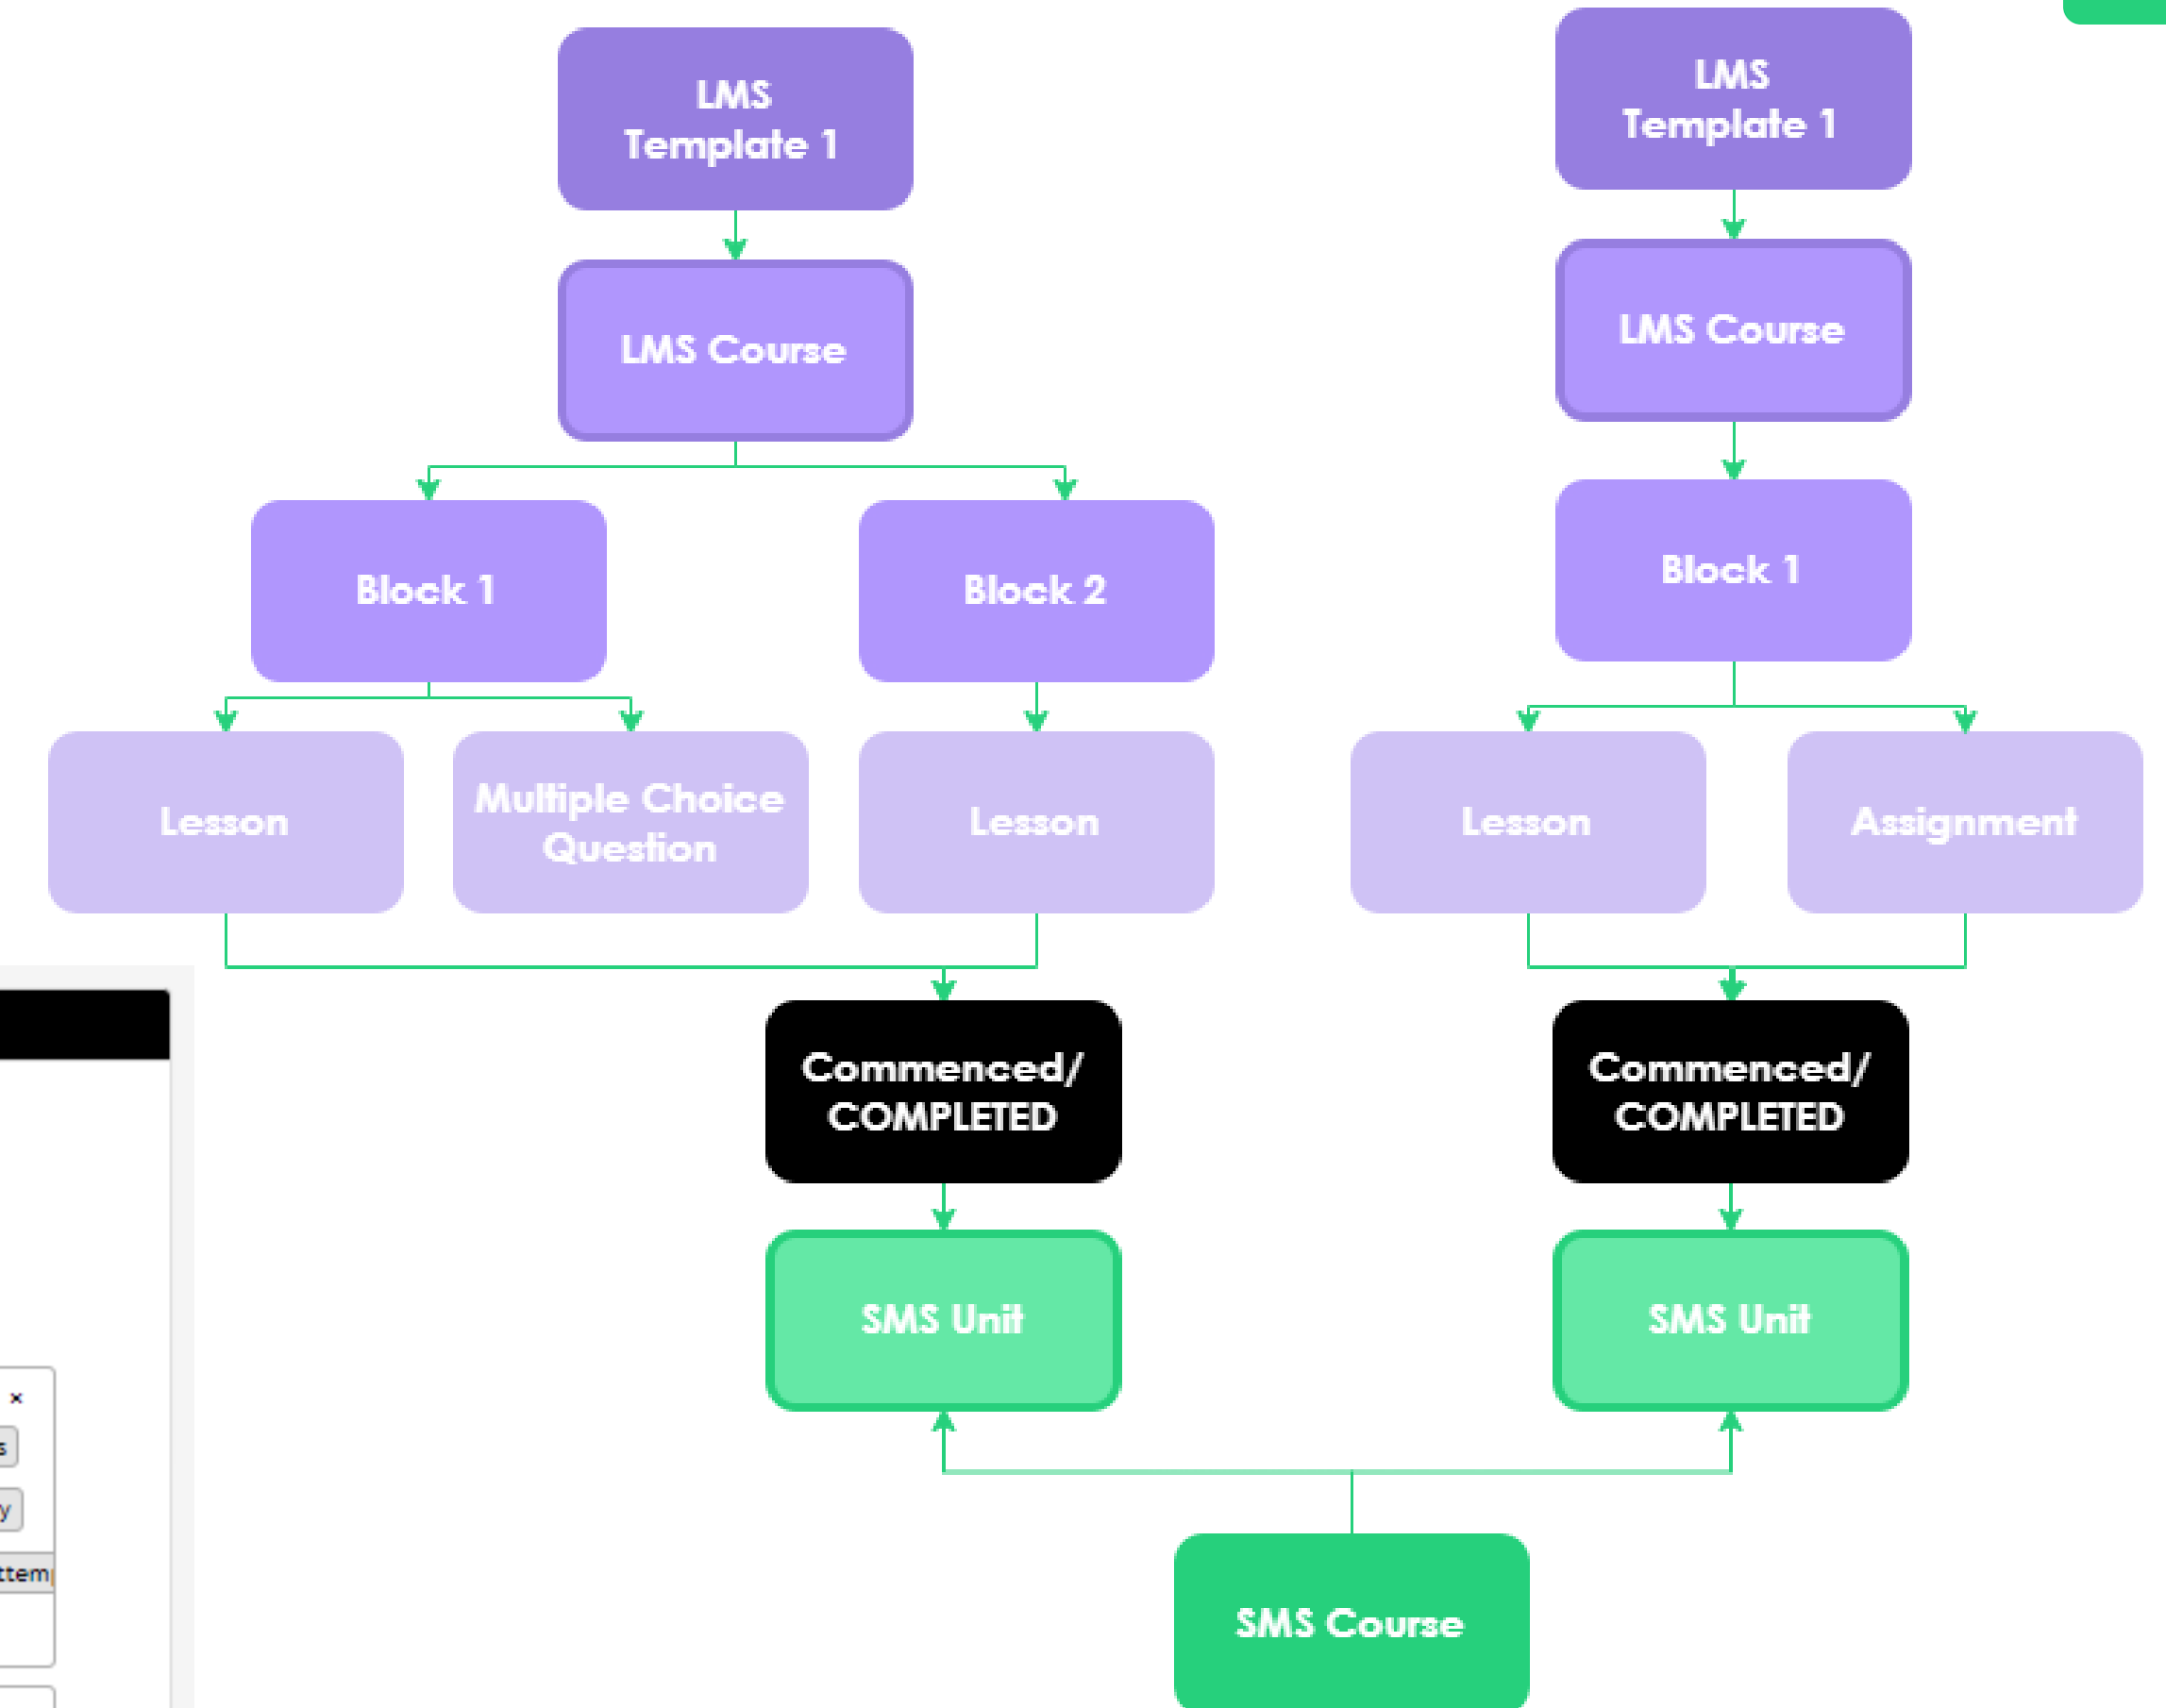 LMS
Template 1
LMS
Template 1
LMS Course
LMS Course
Block 1
Block 2
Block 1
Lesson
Multiple Choice
Question
Lesson
Lesson
Assignment
Commenced/
COMPLETED
Commenced/
COMPLETED
SMS Unit
SMS Unit
×
s
y
SMS Course